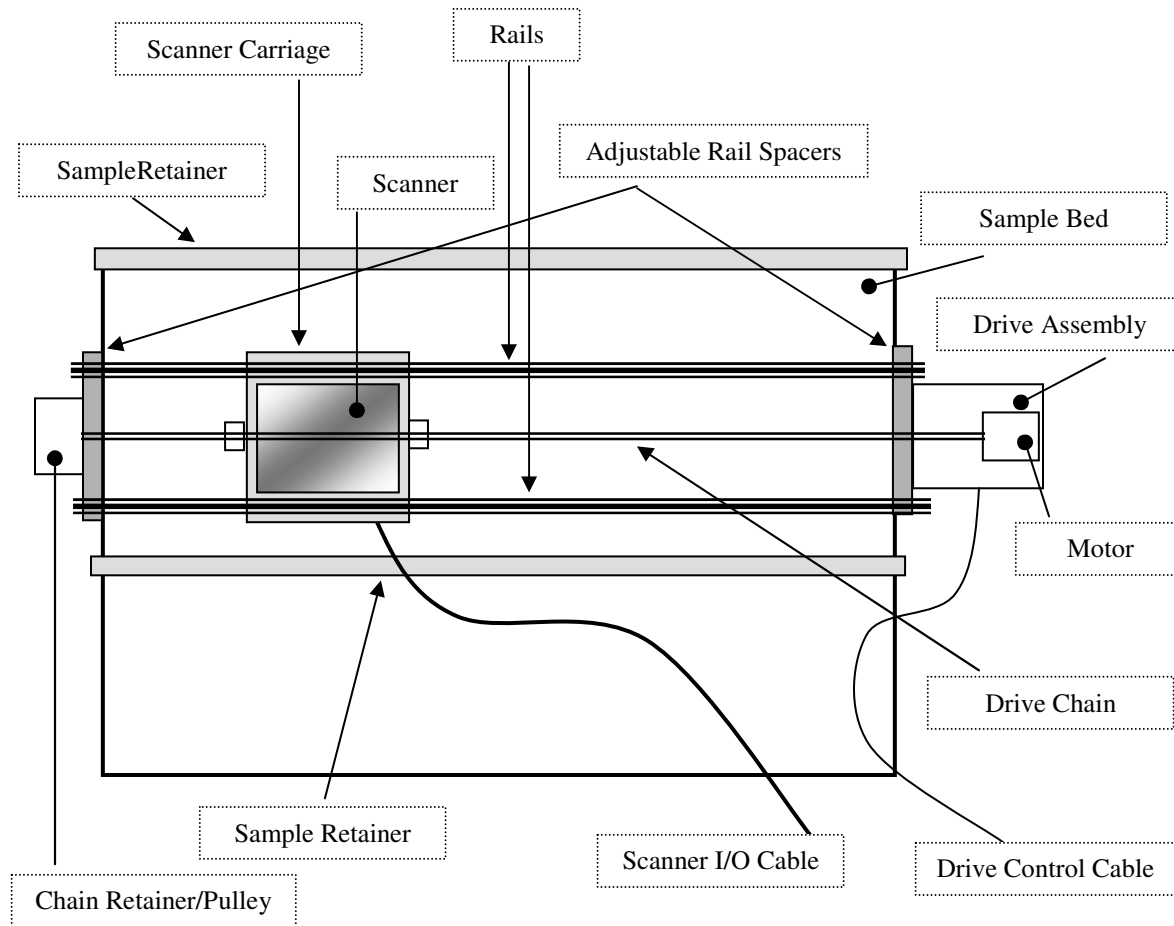 Scanner Carriage
Rails
SampleRetainer
Scanner
Adjustable Rail Spacers
Sample Bed
Drive Assembly
Motor
Drive Chain
Sample Retainer
Scanner I/O Cable
Drive Control Cable
Chain Retainer/Pulley